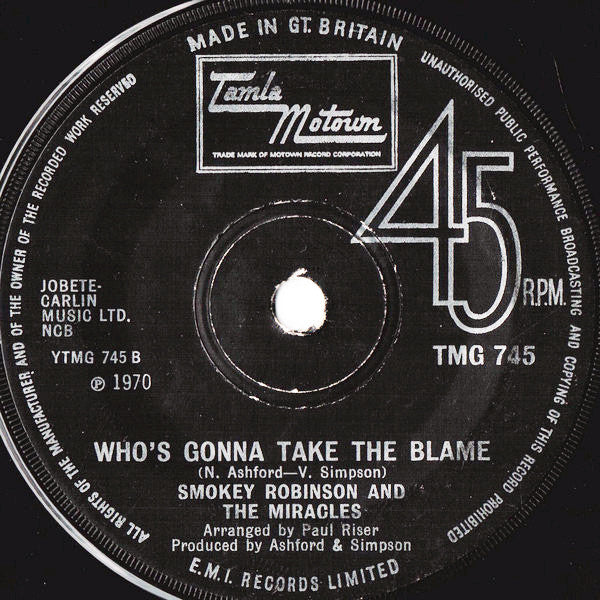 MADE IN GT. BRITAIN
UNAUTHORISED PUBLIC PERFORMANCE BROADCASTING AND COPYING OF THIS RECORD PROHIBITED
ALL RIGHTS OF THE MANUFACTURER AND OF THE OWNER OF THE RECORDED WORK RESERVED
Tamla
Motown
TRADE MARK OF MOTOWN RECORD CORPORATION
45
R.P.M.
JOBETE-
CARLIN
MUSIC LTD.
NCB
YTMG 745 B
℗ 1970
TMG 745
WHO'S GONNA TAKE THE BLAME
(N. Ashford—V. Simpson)
SMOKEY ROBINSON AND
THE MIRACLES
Arranged by Paul Riser
Produced by Ashford & Simpson
E.M.I. RECORDS LIMITED